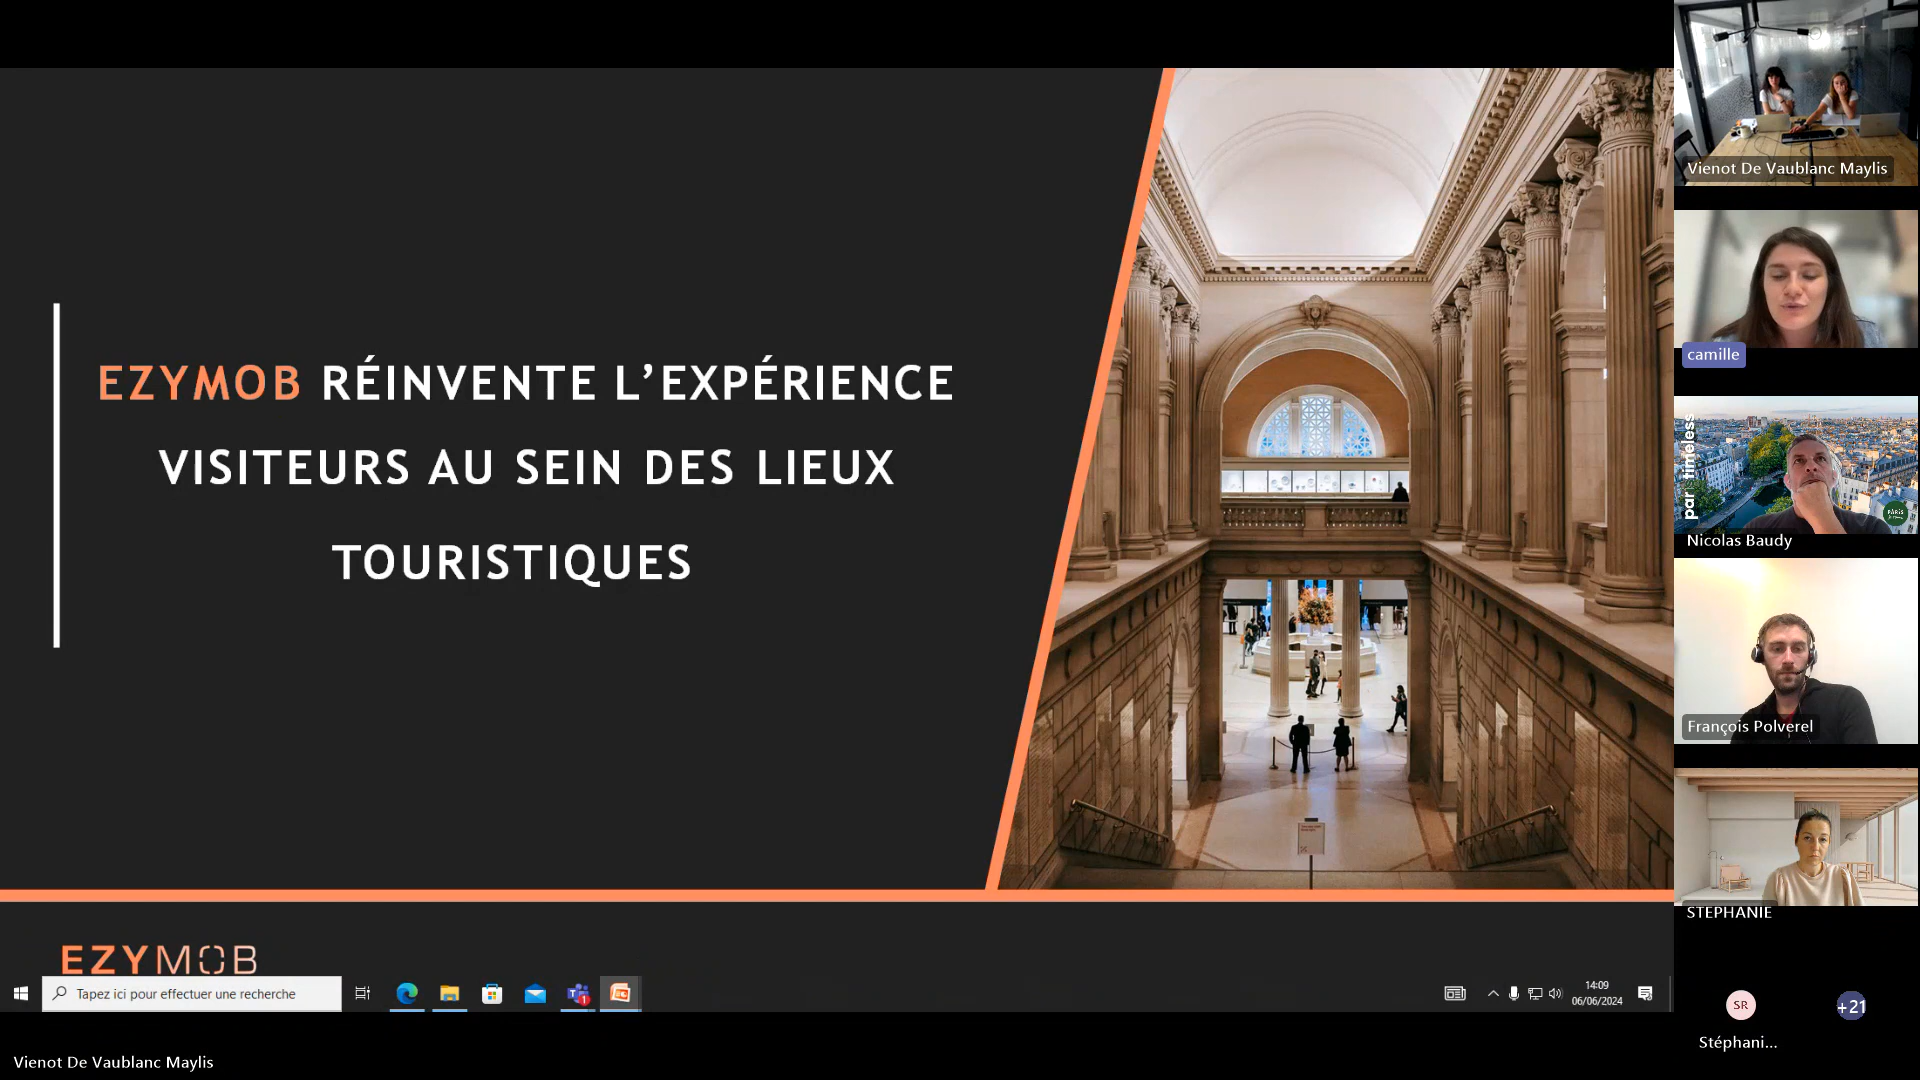 EZYMOB RÉINVENTE L’EXPÉRIENCE
VISITEURS AU SEIN DES LIEUX
TOURISTIQUES
EZYMOB
Tapez ici pour effectuer une recherche
1
14:09
06/06/2024
Vienot De Vaublanc Maylis
Vienot De Vaublanc Maylis
camille
Nicolas Baudy
François Polverel
STEPHANIE
SR
+21
Stéphani...